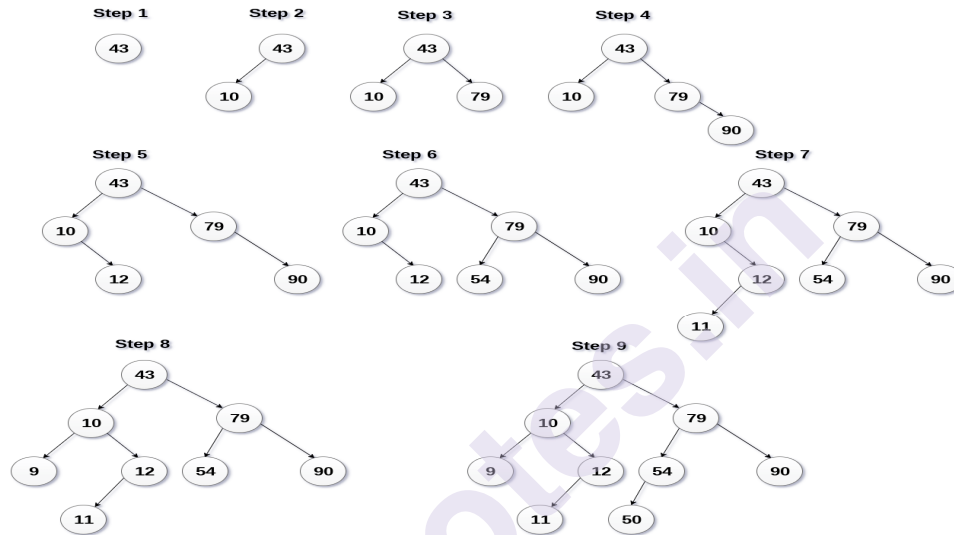 Step 1 Step 2 Step 3 Step 4
43 43 43 43
10 10 79 10 79
90
Step 5 Step 6 Step 7
43 43 43
10 79 10 79 10 79
12 90 12 54 90 12 54 90
11
Step 8 Step 9
43 43
10 79 10 79
9 12 54 90 9 12 54 90
11 11 50
otes.in